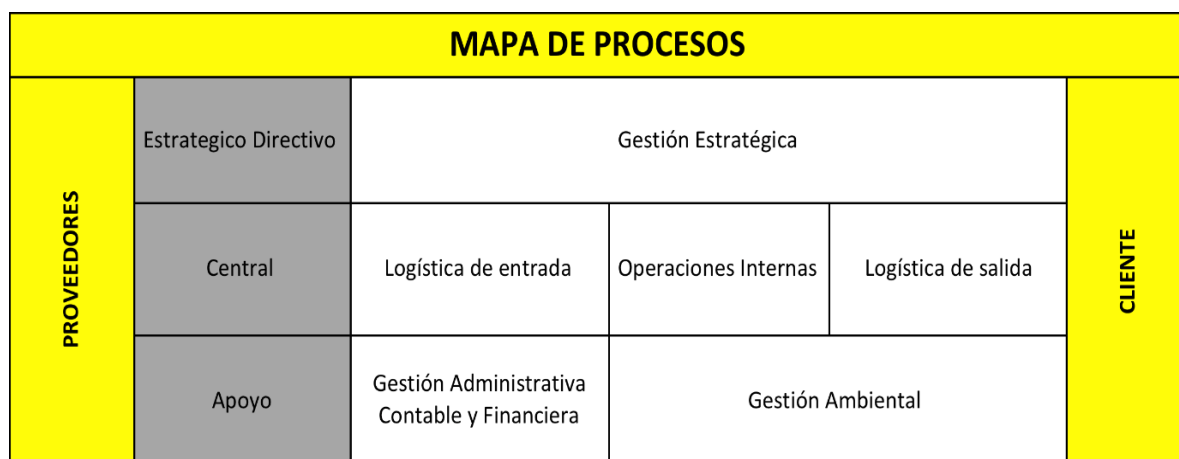 MAPA DE PROCESOS
PROVEEDORES
Estrategico Directivo
Gestión Estratégica
Central
Logística de entrada
Operaciones Internas
Logística de salida
Apoyo
Gestión Administrativa
Contable y Financiera
Gestión Ambiental
CLIENTE